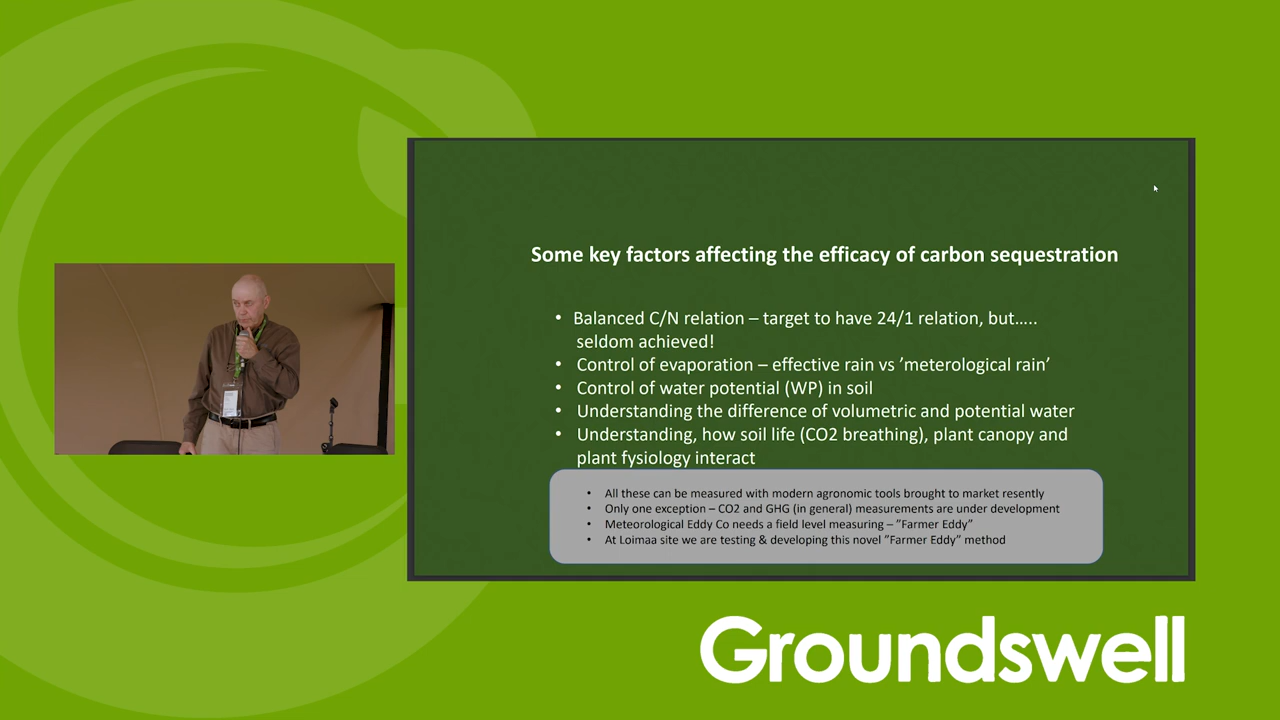 Some key factors affecting the efficacy of carbon sequestration
• Balanced C/N relation – target to have 24/1 relation, but…..
seldom achieved!
• Control of evaporation – effective rain vs ’meterological rain’
• Control of water potential (WP) in soil
• Understanding the difference of volumetric and potential water
• Understanding, how soil life (CO2 breathing), plant canopy and
plant fysiology interact
• All these can be measured with modern agronomic tools brought to market resently
• Only one exception – CO2 and GHG (in general) measurements are under development
• Meteorological Eddy Co needs a field level measuring – ”Farmer Eddy”
• At Loimaa site we are testing & developing this novel ”Farmer Eddy” method
Groundswell